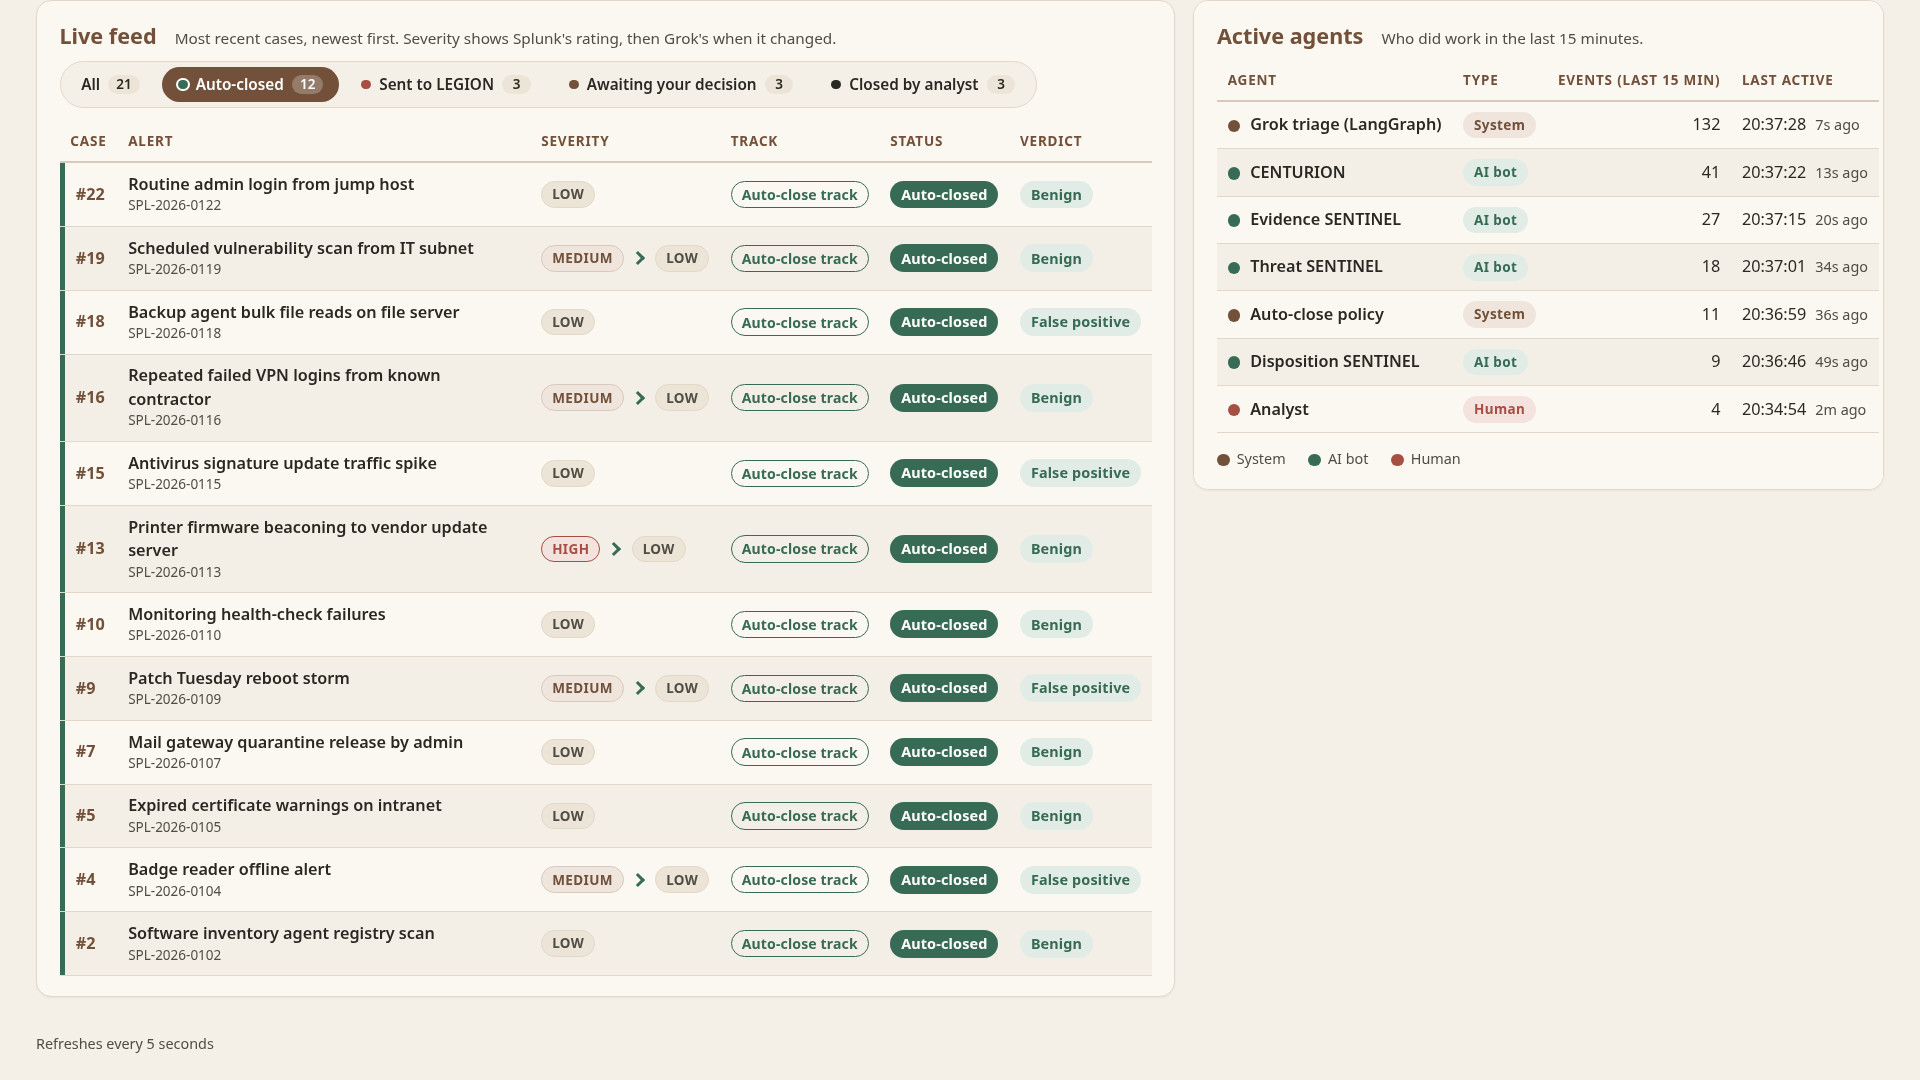 Live feed Most recent cases, newest first. Severity shows Splunk's rating, then Grok's when it changed.
All 21 Auto-closed 12 Sent to LEGION 3 Awaiting your decision 3 Closed by analyst 3
CASE ALERT SEVERITY TRACK STATUS VERDICT
#22 Routine admin login from jump host LOW Auto-close track Auto-closed Benign
SPL-2026-0122
#19 Scheduled vulnerability scan from IT subnet MEDIUM LOW Auto-close track Auto-closed Benign
SPL-2026-0119
#18 Backup agent bulk file reads on file server LOW Auto-close track Auto-closed False positive
SPL-2026-0118
#16 Repeated failed VPN logins from known
contractor MEDIUM LOW Auto-close track Auto-closed Benign
SPL-2026-0116
#15 Antivirus signature update traffic spike LOW Auto-close track Auto-closed False positive
SPL-2026-0115
#13 Printer firmware beaconing to vendor update
server HIGH LOW Auto-close track Auto-closed Benign
SPL-2026-0113
#10 Monitoring health-check failures LOW Auto-close track Auto-closed Benign
SPL-2026-0110
#9 Patch Tuesday reboot storm MEDIUM LOW Auto-close track Auto-closed False positive
SPL-2026-0109
#7 Mail gateway quarantine release by admin LOW Auto-close track Auto-closed Benign
SPL-2026-0107
#5 Expired certificate warnings on intranet LOW Auto-close track Auto-closed Benign
SPL-2026-0105
#4 Badge reader offline alert MEDIUM LOW Auto-close track Auto-closed False positive
SPL-2026-0104
#2 Software inventory agent registry scan LOW Auto-close track Auto-closed Benign
SPL-2026-0102
Refreshes every 5 seconds
Active agents Who did work in the last 15 minutes.
AGENT TYPE EVENTS (LAST 15 MIN) LAST ACTIVE
Grok triage (LangGraph) System 132 20:37:28 7s ago
CENTURION AI bot 41 20:37:22 13s ago
Evidence SENTINEL AI bot 27 20:37:15 20s ago
Threat SENTINEL AI bot 18 20:37:01 34s ago
Auto-close policy System 11 20:36:59 36s ago
Disposition SENTINEL AI bot 9 20:36:46 49s ago
Analyst Human 4 20:34:54 2m ago
System AI bot Human